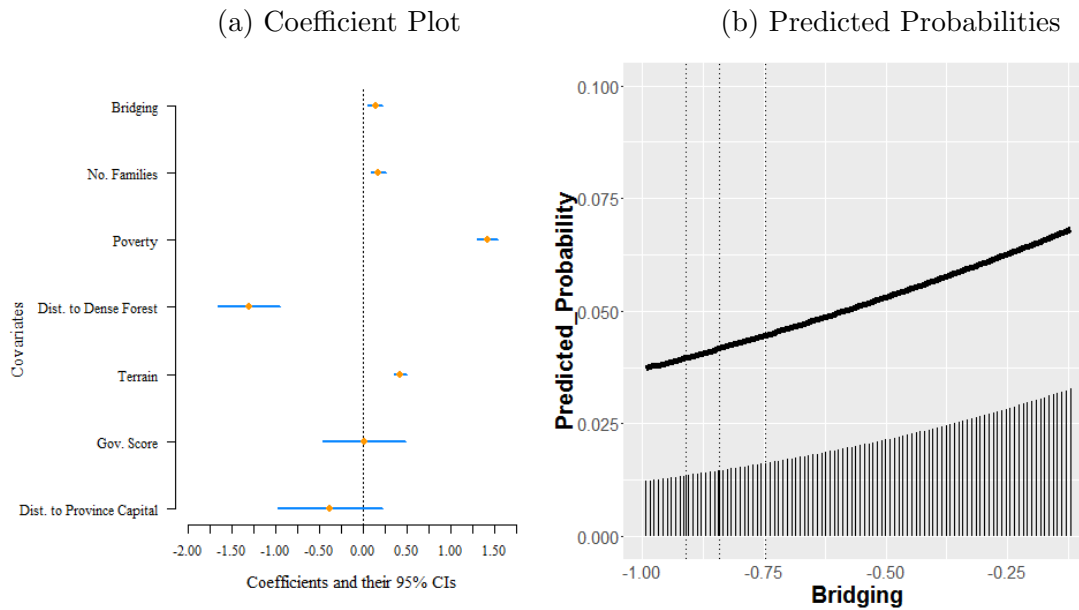 (a) Coefficient Plot
Covariates
Bridging
No. Families
Poverty
Dist. to Dense Forest
Terrain
Gov. Score
Dist. to Province Capital
-2.00 -1.00 -0.50 0.00 0.50 1.00 1.50
Coefficients and their 95% CIs
(b) Predicted Probabilities
Predicted_Probability
0.100
0.075
0.050
0.025
0.000
-1.00 -0.75 -0.50 -0.25
Bridging